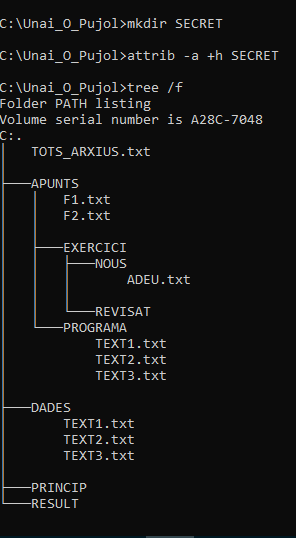 C:\Unai_O_Pujol>mkdir SECRET
C:\Unai_O_Pujol>attrib -a +h SECRET
C:\Unai_O_Pujol>tree /f
Folder PATH listing
Volume serial number is A28C-7048
C:.
│   TOTS_ARXIUS.txt
│
├───APUNTS
│   │   F1.txt
│   │   F2.txt
│   │
│   ├───EXERCICI
│   │   ├───NOUS
│   │   │       ADEU.txt
│   │   │
│   │   └───REVISAT
│   └───PROGRAMA
│           TEXT1.txt
│           TEXT2.txt
│           TEXT3.txt
│
├───DADES
│       TEXT1.txt
│       TEXT2.txt
│       TEXT3.txt
│
├───PRINCIP
└───RESULT